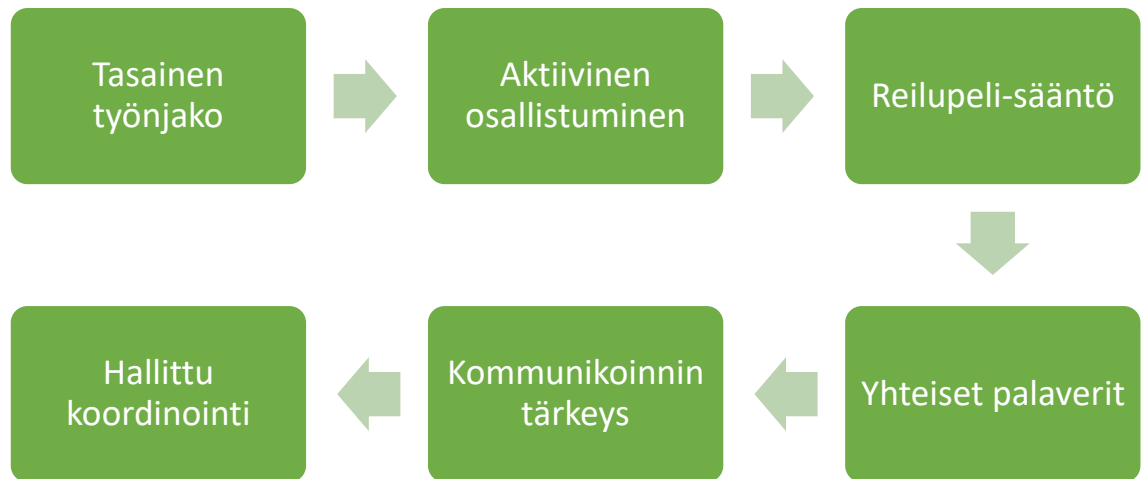 Tasainen
työnjako
Aktiivinen
osallistuminen
Reilupeli-sääntö
Yhteiset palaverit
Kommunikoinnin
tärkeys
Hallittu
koordinointi